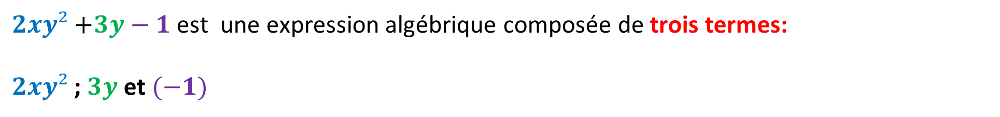 2xy² +3y − 1 est une expression algébrique composée de trois termes:
2xy² ; 3y et (−1)